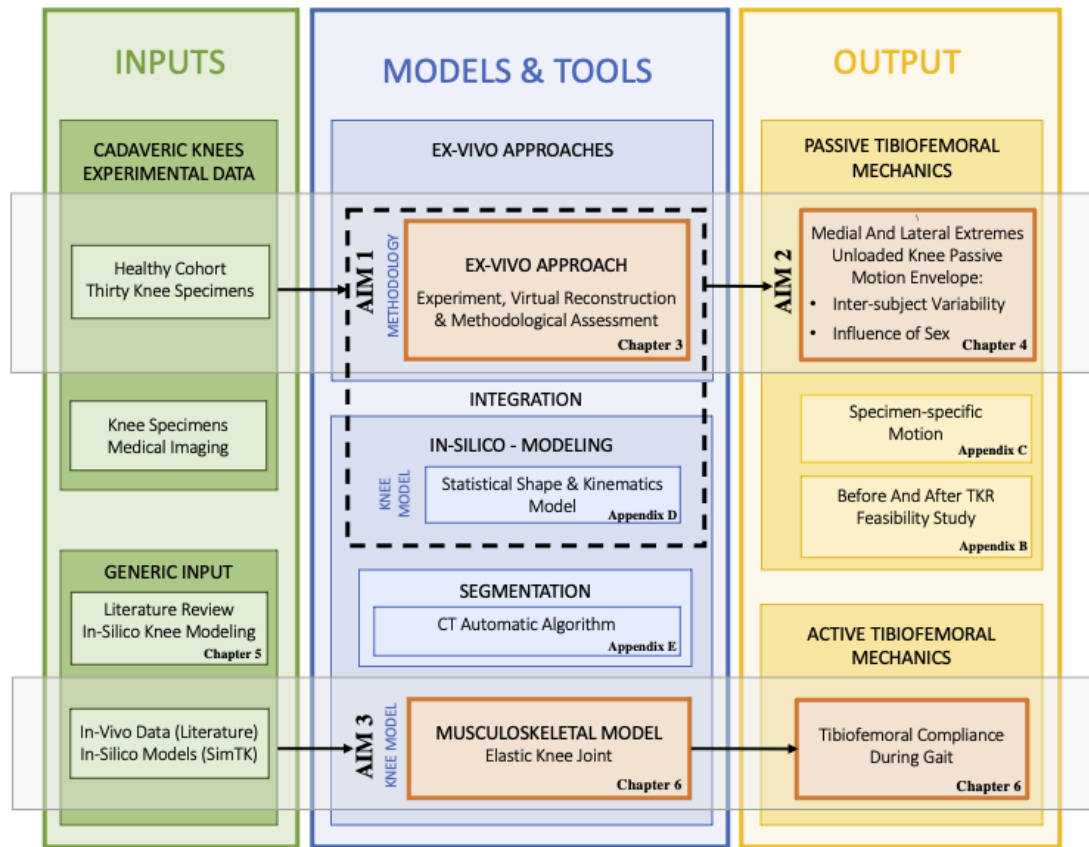 INPUTS
CADAVERIC KNEES
EXPERIMENTAL DATA
Healthy Cohort
Thirty Knee Specimens
Knee Specimens
Medical Imaging
GENERIC INPUT
Literature Review
In-Silico Knee Modeling
Chapter 5
In-Vivo Data (Literature)
In-Silico Models (SimTK)
MODELS & TOOLS
EX-VIVO APPROACHES
AIM 1
METHODOLOGY
EX-VIVO APPROACH
Experiment, Virtual Reconstruction
& Methodological Assessment
Chapter 3
INTEGRATION
IN-SILICO - MODELING
KNEE
MODEL
Statistical Shape & Kinematics
Model
Appendix D
SEGMENTATION
CT Automatic Algorithm
Appendix E
AIM 3
KNEE MODEL
MUSCULOSKELETAL MODEL
Elastic Knee Joint
Chapter 6
OUTPUT
PASSIVE TIBIOFEMORAL
MECHANICS
AIM 2
Medial And Lateral Extremes
Unloaded Knee Passive
Motion Envelope:
• Inter-subject Variability
• Influence of Sex
Chapter 4
Specimen-specific
Motion
Appendix C
Before And After TKR
Feasibility Study
Appendix B
ACTIVE TIBIOFEMORAL
MECHANICS
Tibiofemoral Compliance
During Gait
Chapter 6